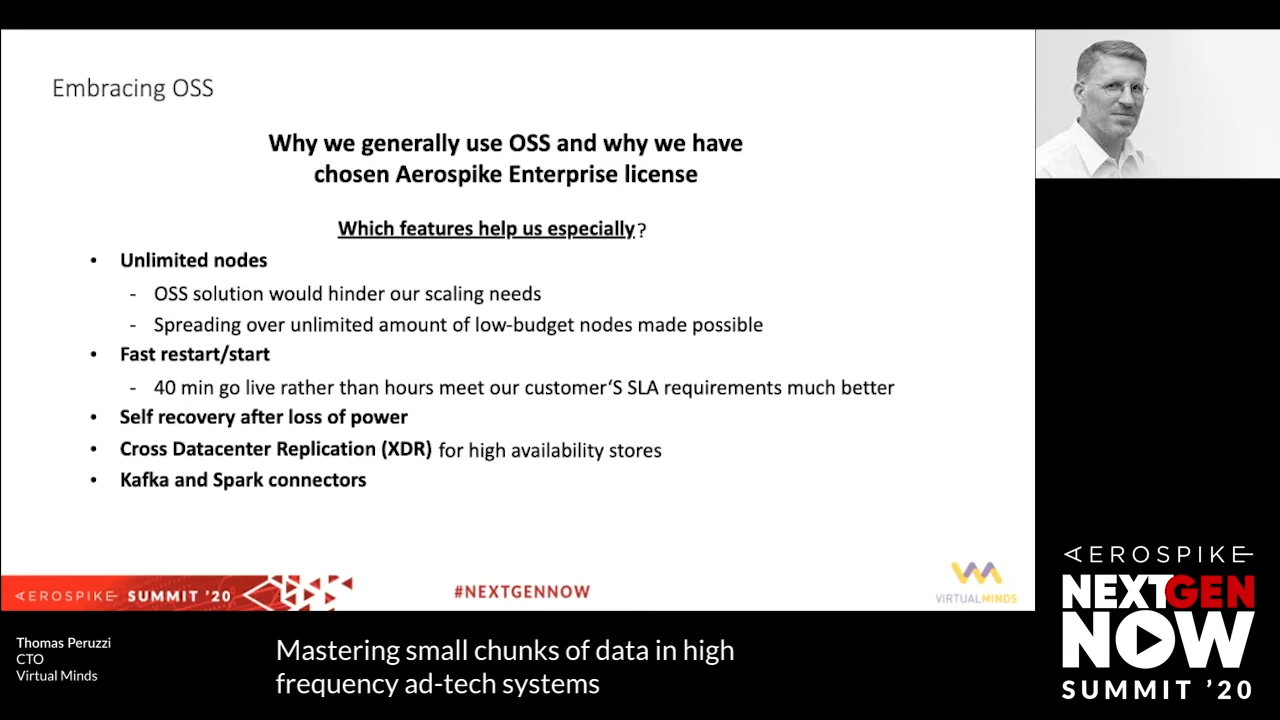 Embracing OSS
Why we generally use OSS and why we have
chosen Aerospike Enterprise license
Which features help us especially?
• Unlimited nodes
- OSS solution would hinder our scaling needs
- Spreading over unlimited amount of low-budget nodes made possible
• Fast restart/start
- 40 min go live rather than hours meet our customer‘S SLA requirements much better
• Self recovery after loss of power
• Cross Datacenter Replication (XDR) for high availability stores
• Kafka and Spark connectors
AEROSPIKE SUMMIT '20
#NEXTGENNOW
VIRTUALMINDS
Thomas Peruzzi
CTO
Virtual Minds
Mastering small chunks of data in high
frequency ad-tech systems
AEROSPIKE
NEXTGEN
NOW
SUMMIT '20